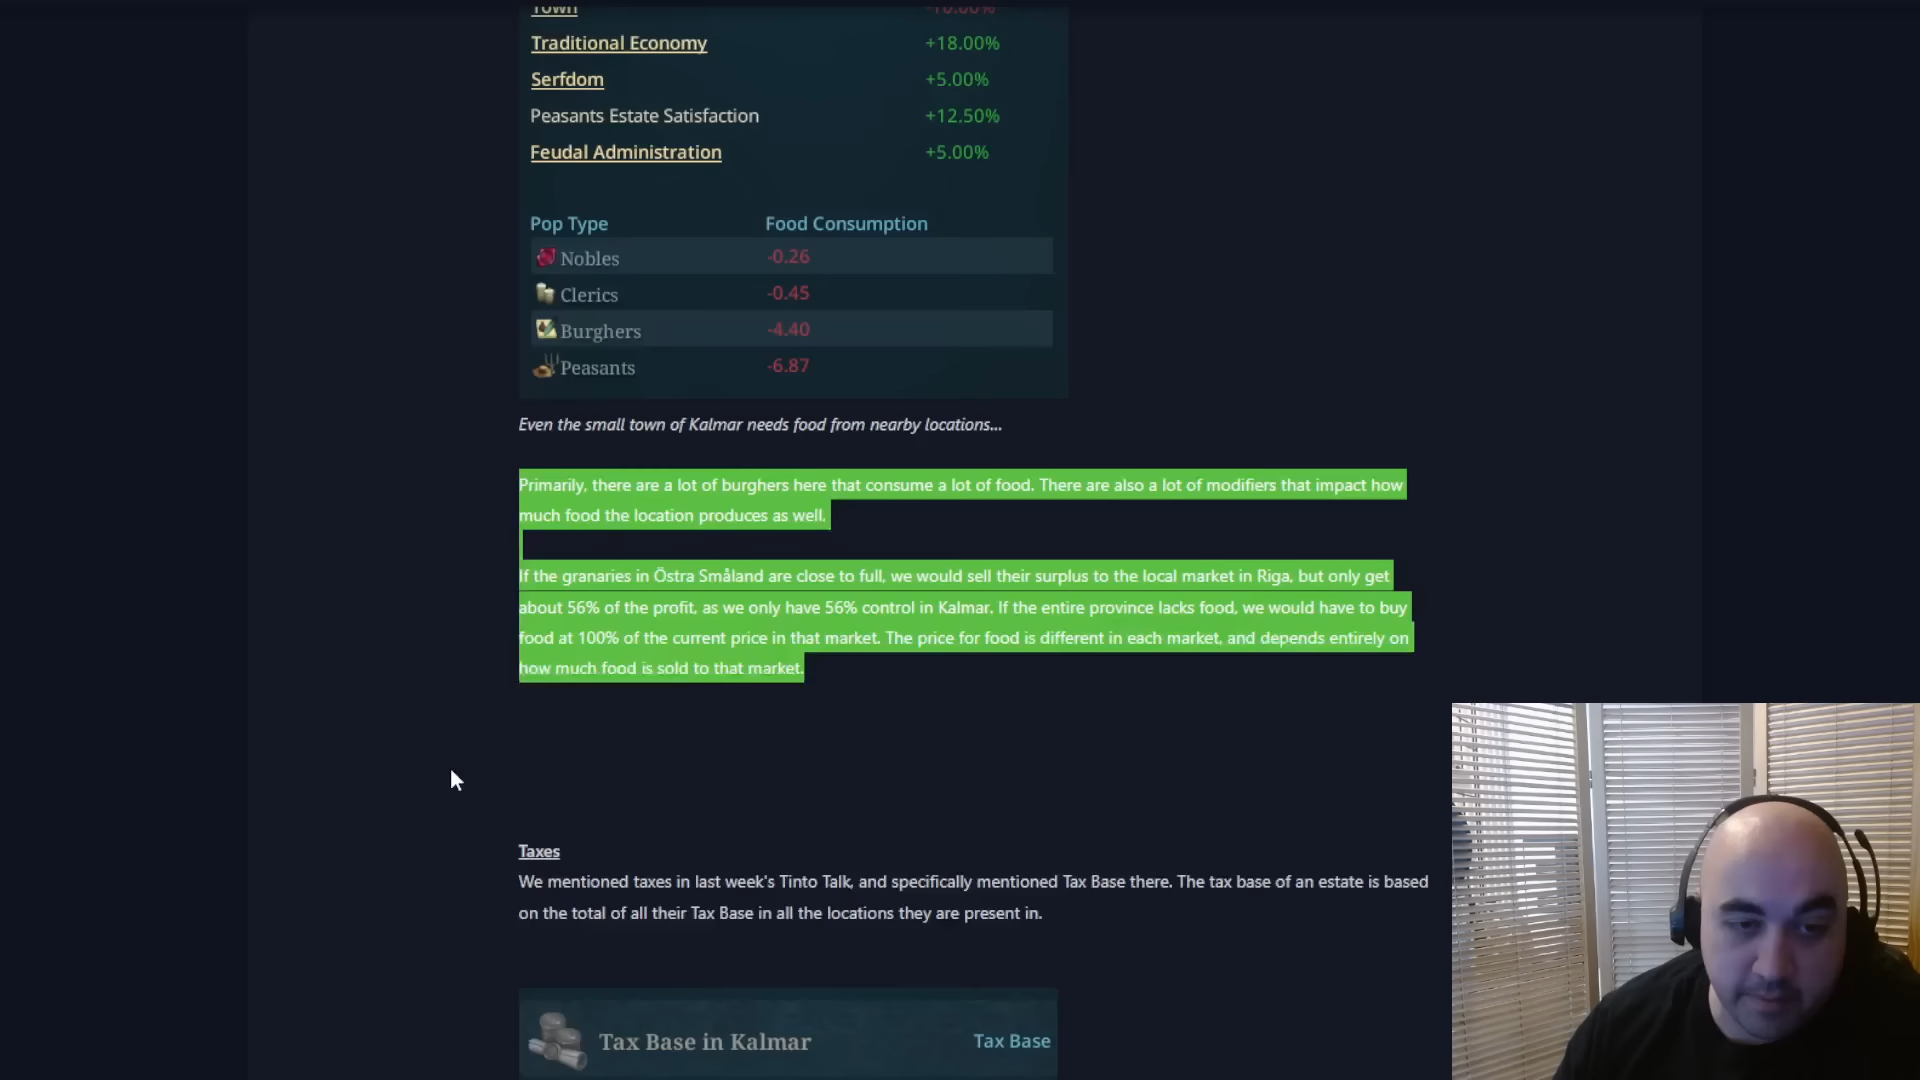 Town -10.00%
Traditional Economy +18.00%
Serfdom +5.00%
Peasants Estate Satisfaction +12.50%
Feudal Administration +5.00%
Pop Type Food Consumption
Nobles -0.26
Clerics -0.45
Burghers -4.40
Peasants -6.87
Even the small town of Kalmar needs food from nearby locations...
Primarily, there are a lot of burghers here that consume a lot of food. There are also a lot of modifiers that impact how
much food the location produces as well.
If the granaries in Östra Småland are close to full, we would sell their surplus to the local market in Riga, but only get
about 56% of the profit, as we only have 56% control in Kalmar. If the entire province lacks food, we would have to buy
food at 100% of the current price in that market. The price for food is different in each market, and depends entirely on
how much food is sold to that market.
Taxes
We mentioned taxes in last week's Tinto Talk, and specifically mentioned Tax Base there. The tax base of an estate is based
on the total of all their Tax Base in all the locations they are present in.
Tax Base in Kalmar Tax Base